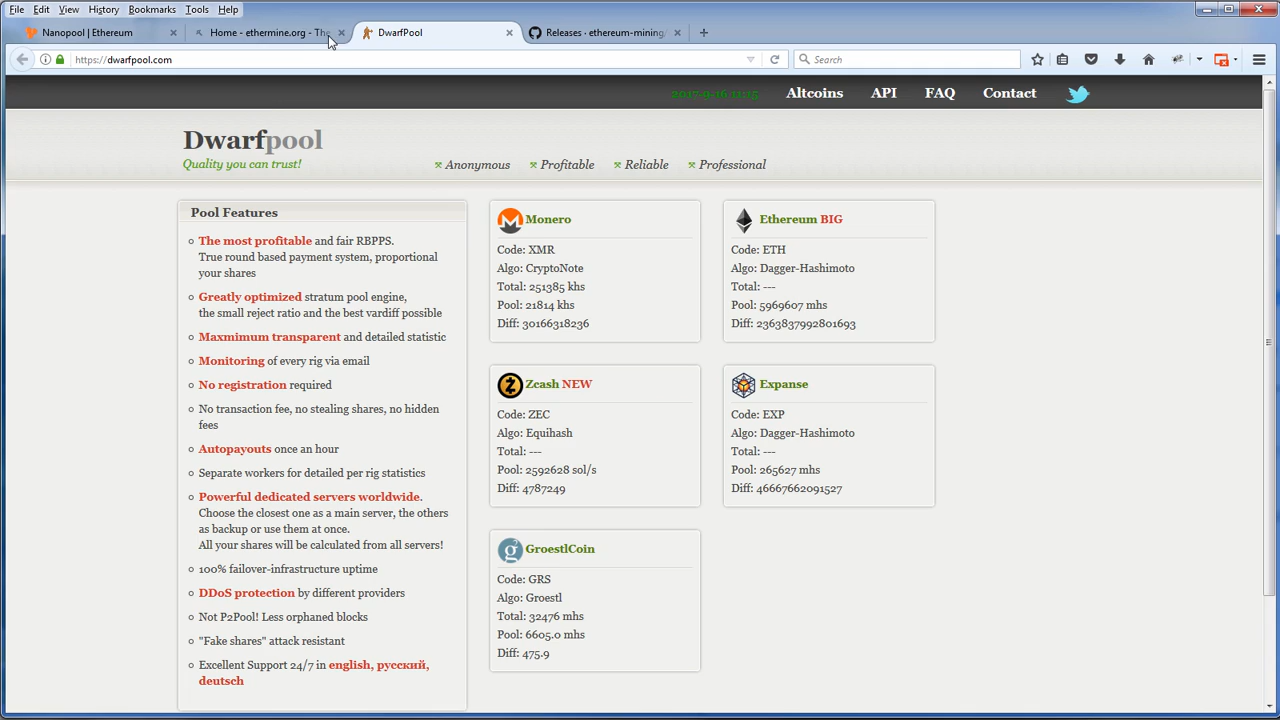 File Edit View History Bookmarks Tools Help
Nanopool | Ethereum
Home - ethermine.org - The
DwarfPool
Releases · ethereum-mining/
https://dwarfpool.com
Search
2017-9-16 11:15
Altcoins API FAQ Contact
Dwarfpool
Quality you can trust!
Anonymous Profitable Reliable Professional
Pool Features
The most profitable and fair RBPPS.
True round based payment system, proportional
your shares
Greatly optimized stratum pool engine,
the small reject ratio and the best vardiff possible
Maxmimum transparent and detailed statistic
Monitoring of every rig via email
No registration required
No transaction fee, no stealing shares, no hidden
fees
Autopayouts once an hour
Separate workers for detailed per rig statistics
Powerful dedicated servers worldwide.
Choose the closest one as a main server, the others
as backup or use them at once.
All your shares will be calculated from all servers!
100% failover-infrastructure uptime
DDoS protection by different providers
Not P2Pool! Less orphaned blocks
"Fake shares" attack resistant
Excellent Support 24/7 in english, русский,
deutsch
Monero
Code: XMR
Algo: CryptoNote
Total: 251385 khs
Pool: 21814 khs
Diff: 30166318236
Ethereum BIG
Code: ETH
Algo: Dagger-Hashimoto
Total: ---
Pool: 5969607 mhs
Diff: 2363837992801693
Zcash NEW
Code: ZEC
Algo: Equihash
Total: ---
Pool: 2592628 sol/s
Diff: 4787249
Expanse
Code: EXP
Algo: Dagger-Hashimoto
Total: ---
Pool: 265627 mhs
Diff: 46667662091527
GroestlCoin
Code: GRS
Algo: Groestl
Total: 32476 mhs
Pool: 6605.0 mhs
Diff: 475.9